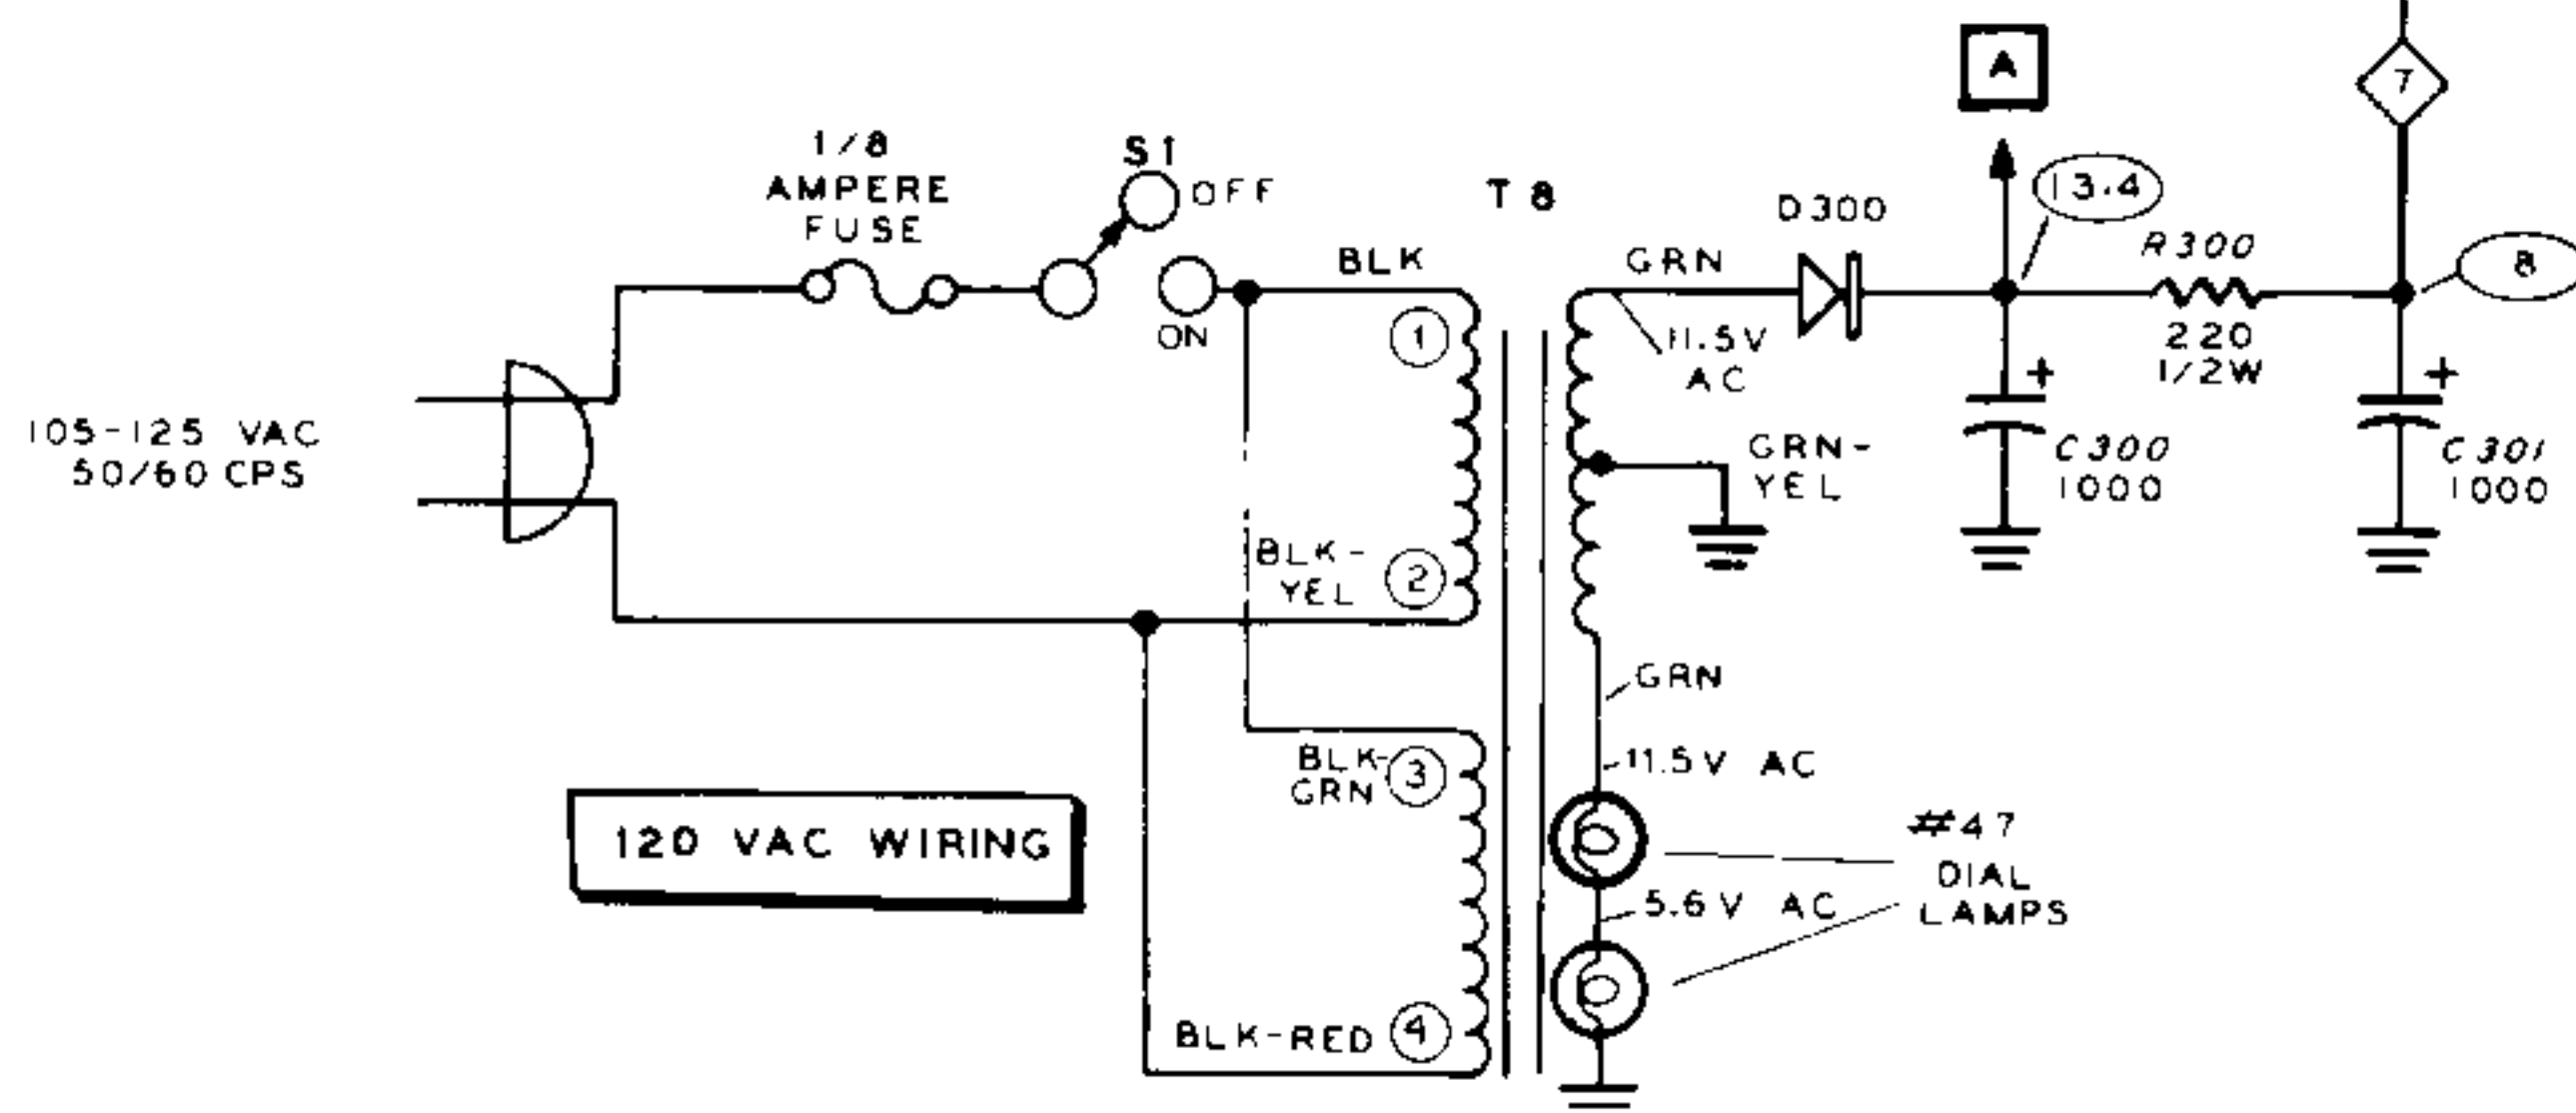 A
7
1/8
AMPERE
FUSE
S1
OFF
ON
T8
D300
13.4
R300
220
1/2W
8
BLK
GRN
1
11.5V
AC
+
C300
1000
+
C301
1000
105-125 VAC
50/60 CPS
GRN-
YEL
BLK-
YEL
2
GRN
11.5V AC
BLK-
GRN
3
120 VAC WIRING
#47
DIAL
LAMPS
5.6V AC
BLK-RED
4